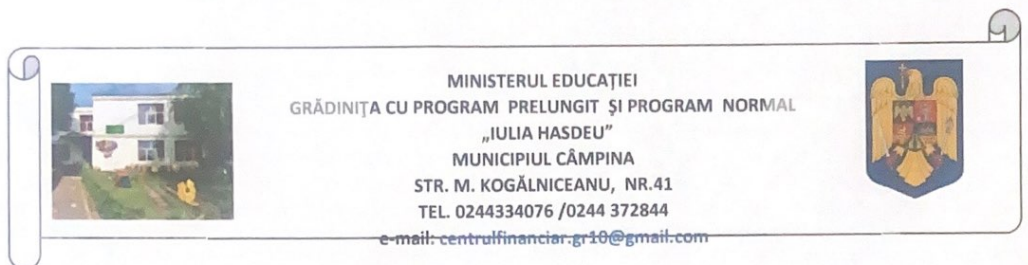 MINISTERUL EDUCAȚIEI
GRĂDINIȚA CU PROGRAM PRELUNGIT ȘI PROGRAM NORMAL
„IULIA HASDEU”
MUNICIPIUL CÂMPINA
STR. M. KOGĂLNICEANU, NR.41
TEL. 0244334076 /0244 372844
e-mail: centrulfinanciar.gr10@gmail.com